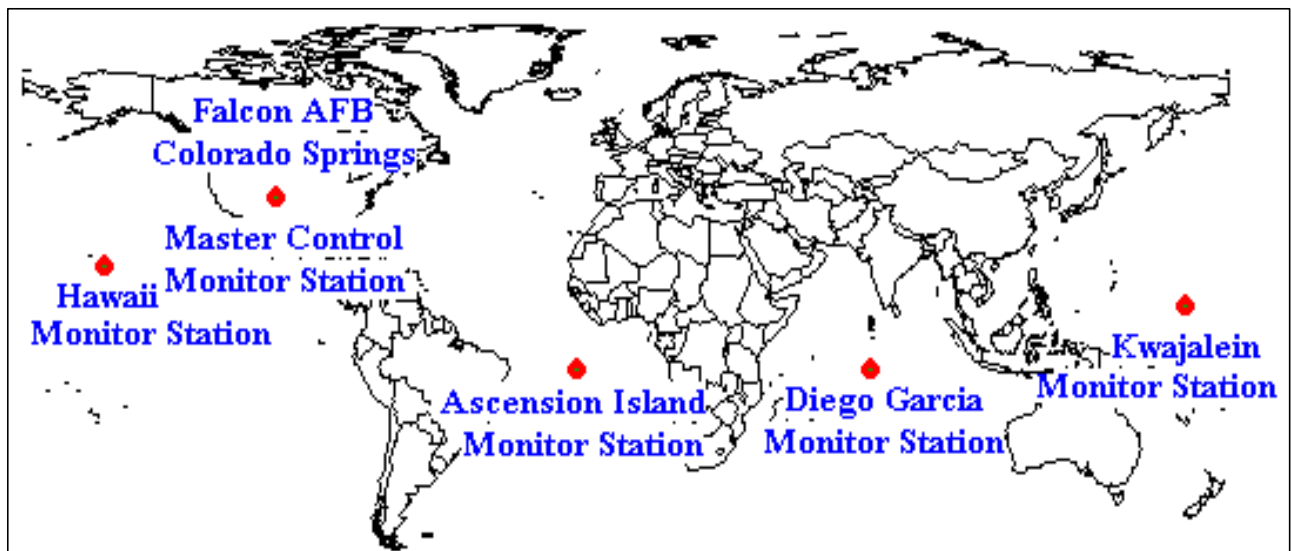 Falcon AFB
Colorado Springs
Master Control
Monitor Station
Hawaii
Monitor Station
Ascension Island
Monitor Station
Diego Garcia
Monitor Station
Kwajalein
Monitor Station